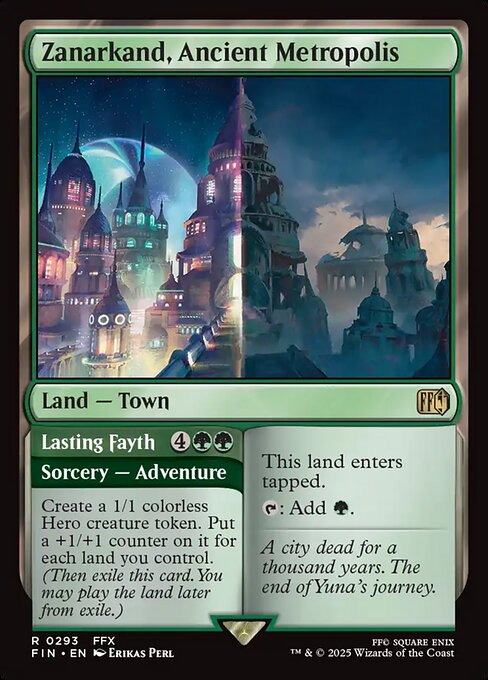 Zanarkand, Ancient Metropolis
Land — Town
FF
Lasting Fayth 4
Sorcery — Adventure
Create a 1/1 colorless
Hero creature token. Put
a +1/+1 counter on it for
each land you control.
(Then exile this card. You
may play the land later
from exile.)
This land enters
tapped.
: Add .
A city dead for a
thousand years. The
end of Yuna's journey.
R 0293 FFX
FIN • EN Erikas Perl
FF© SQUARE ENIX
™ & © 2025 Wizards of the Coast